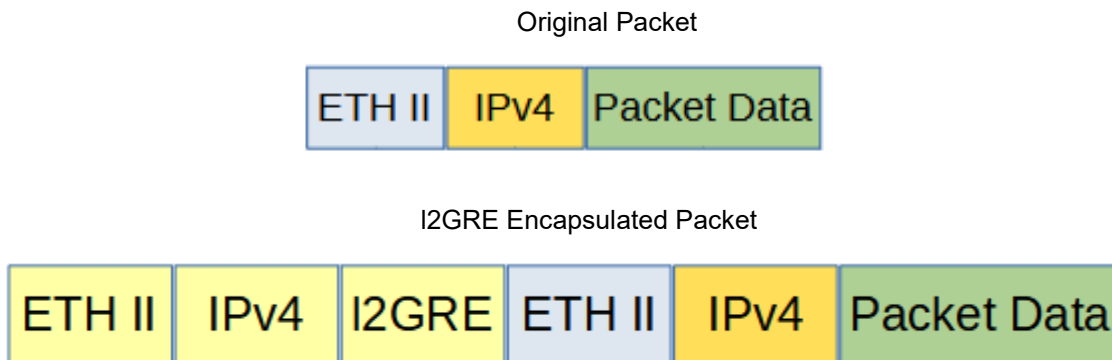 Original Packet
ETH II IPv4 Packet Data
l2GRE Encapsulated Packet
ETH II IPv4 l2GRE ETH II IPv4 Packet Data